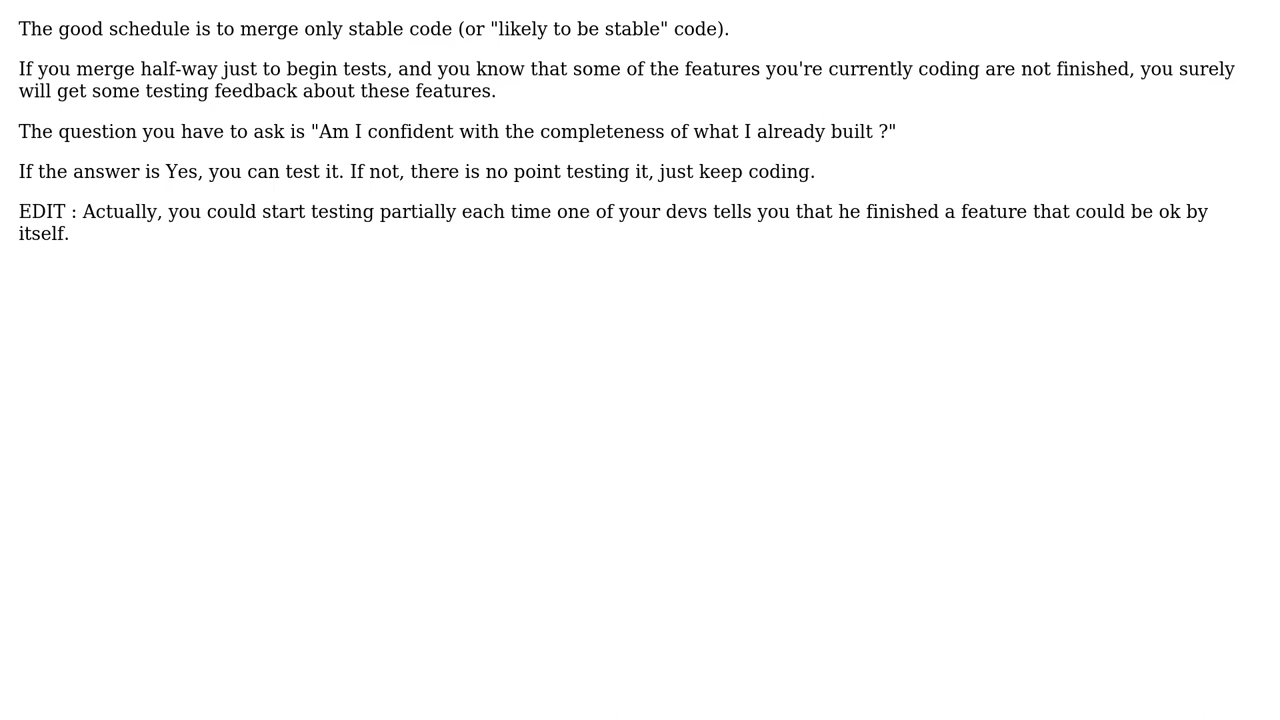 The good schedule is to merge only stable code (or "likely to be stable" code).
If you merge half-way just to begin tests, and you know that some of the features you're currently coding are not finished, you surely
will get some testing feedback about these features.
The question you have to ask is "Am I confident with the completeness of what I already built ?"
If the answer is Yes, you can test it. If not, there is no point testing it, just keep coding.
EDIT : Actually, you could start testing partially each time one of your devs tells you that he finished a feature that could be ok by
itself.